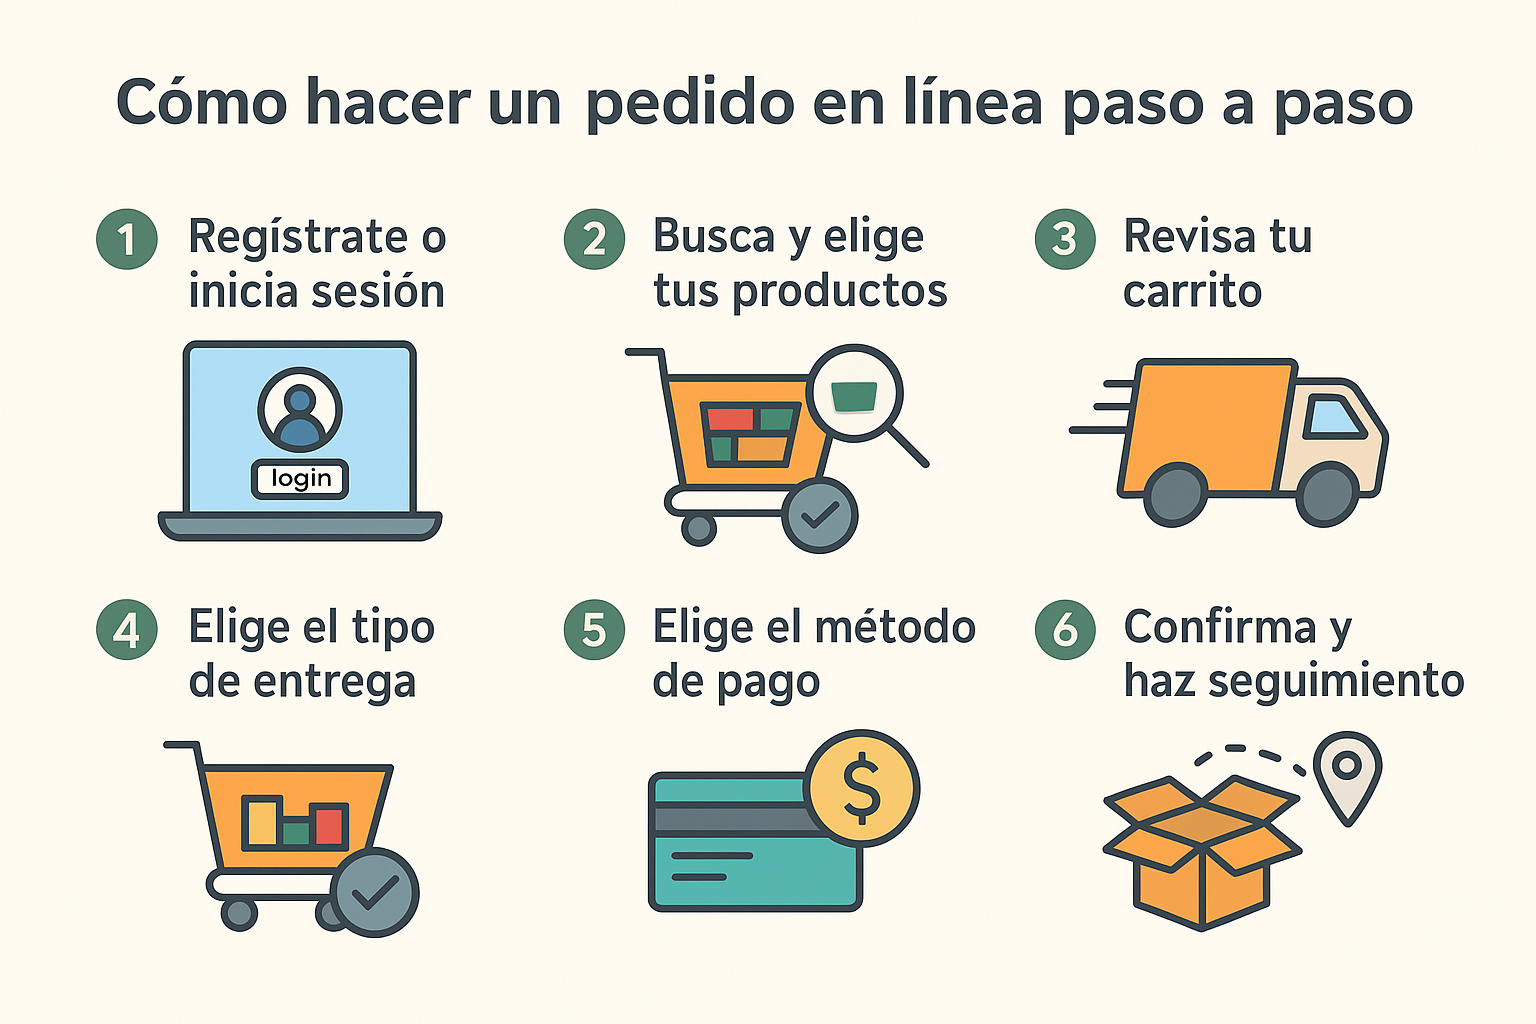 Cómo hacer un pedido en línea paso a paso
1
Regístrate o
inicia sesión
login
2
Busca y elige
tus productos
3
Revisa tu
carrito
4
Elige el tipo
de entrega
5
Elige el método
de pago
$
6
Confirma y
haz seguimiento